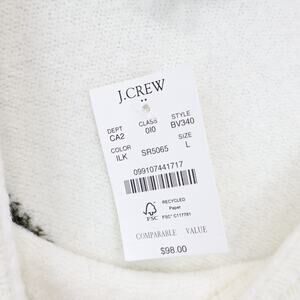 J.CREW
DEPT CLASS STYLE
CA2 0I0 BV340
COLOR SIZE
ILK SR5065 L
099107441717
RECYCLED
Paper
FSC FSC® C117781
COMPARABLE VALUE
$98.00